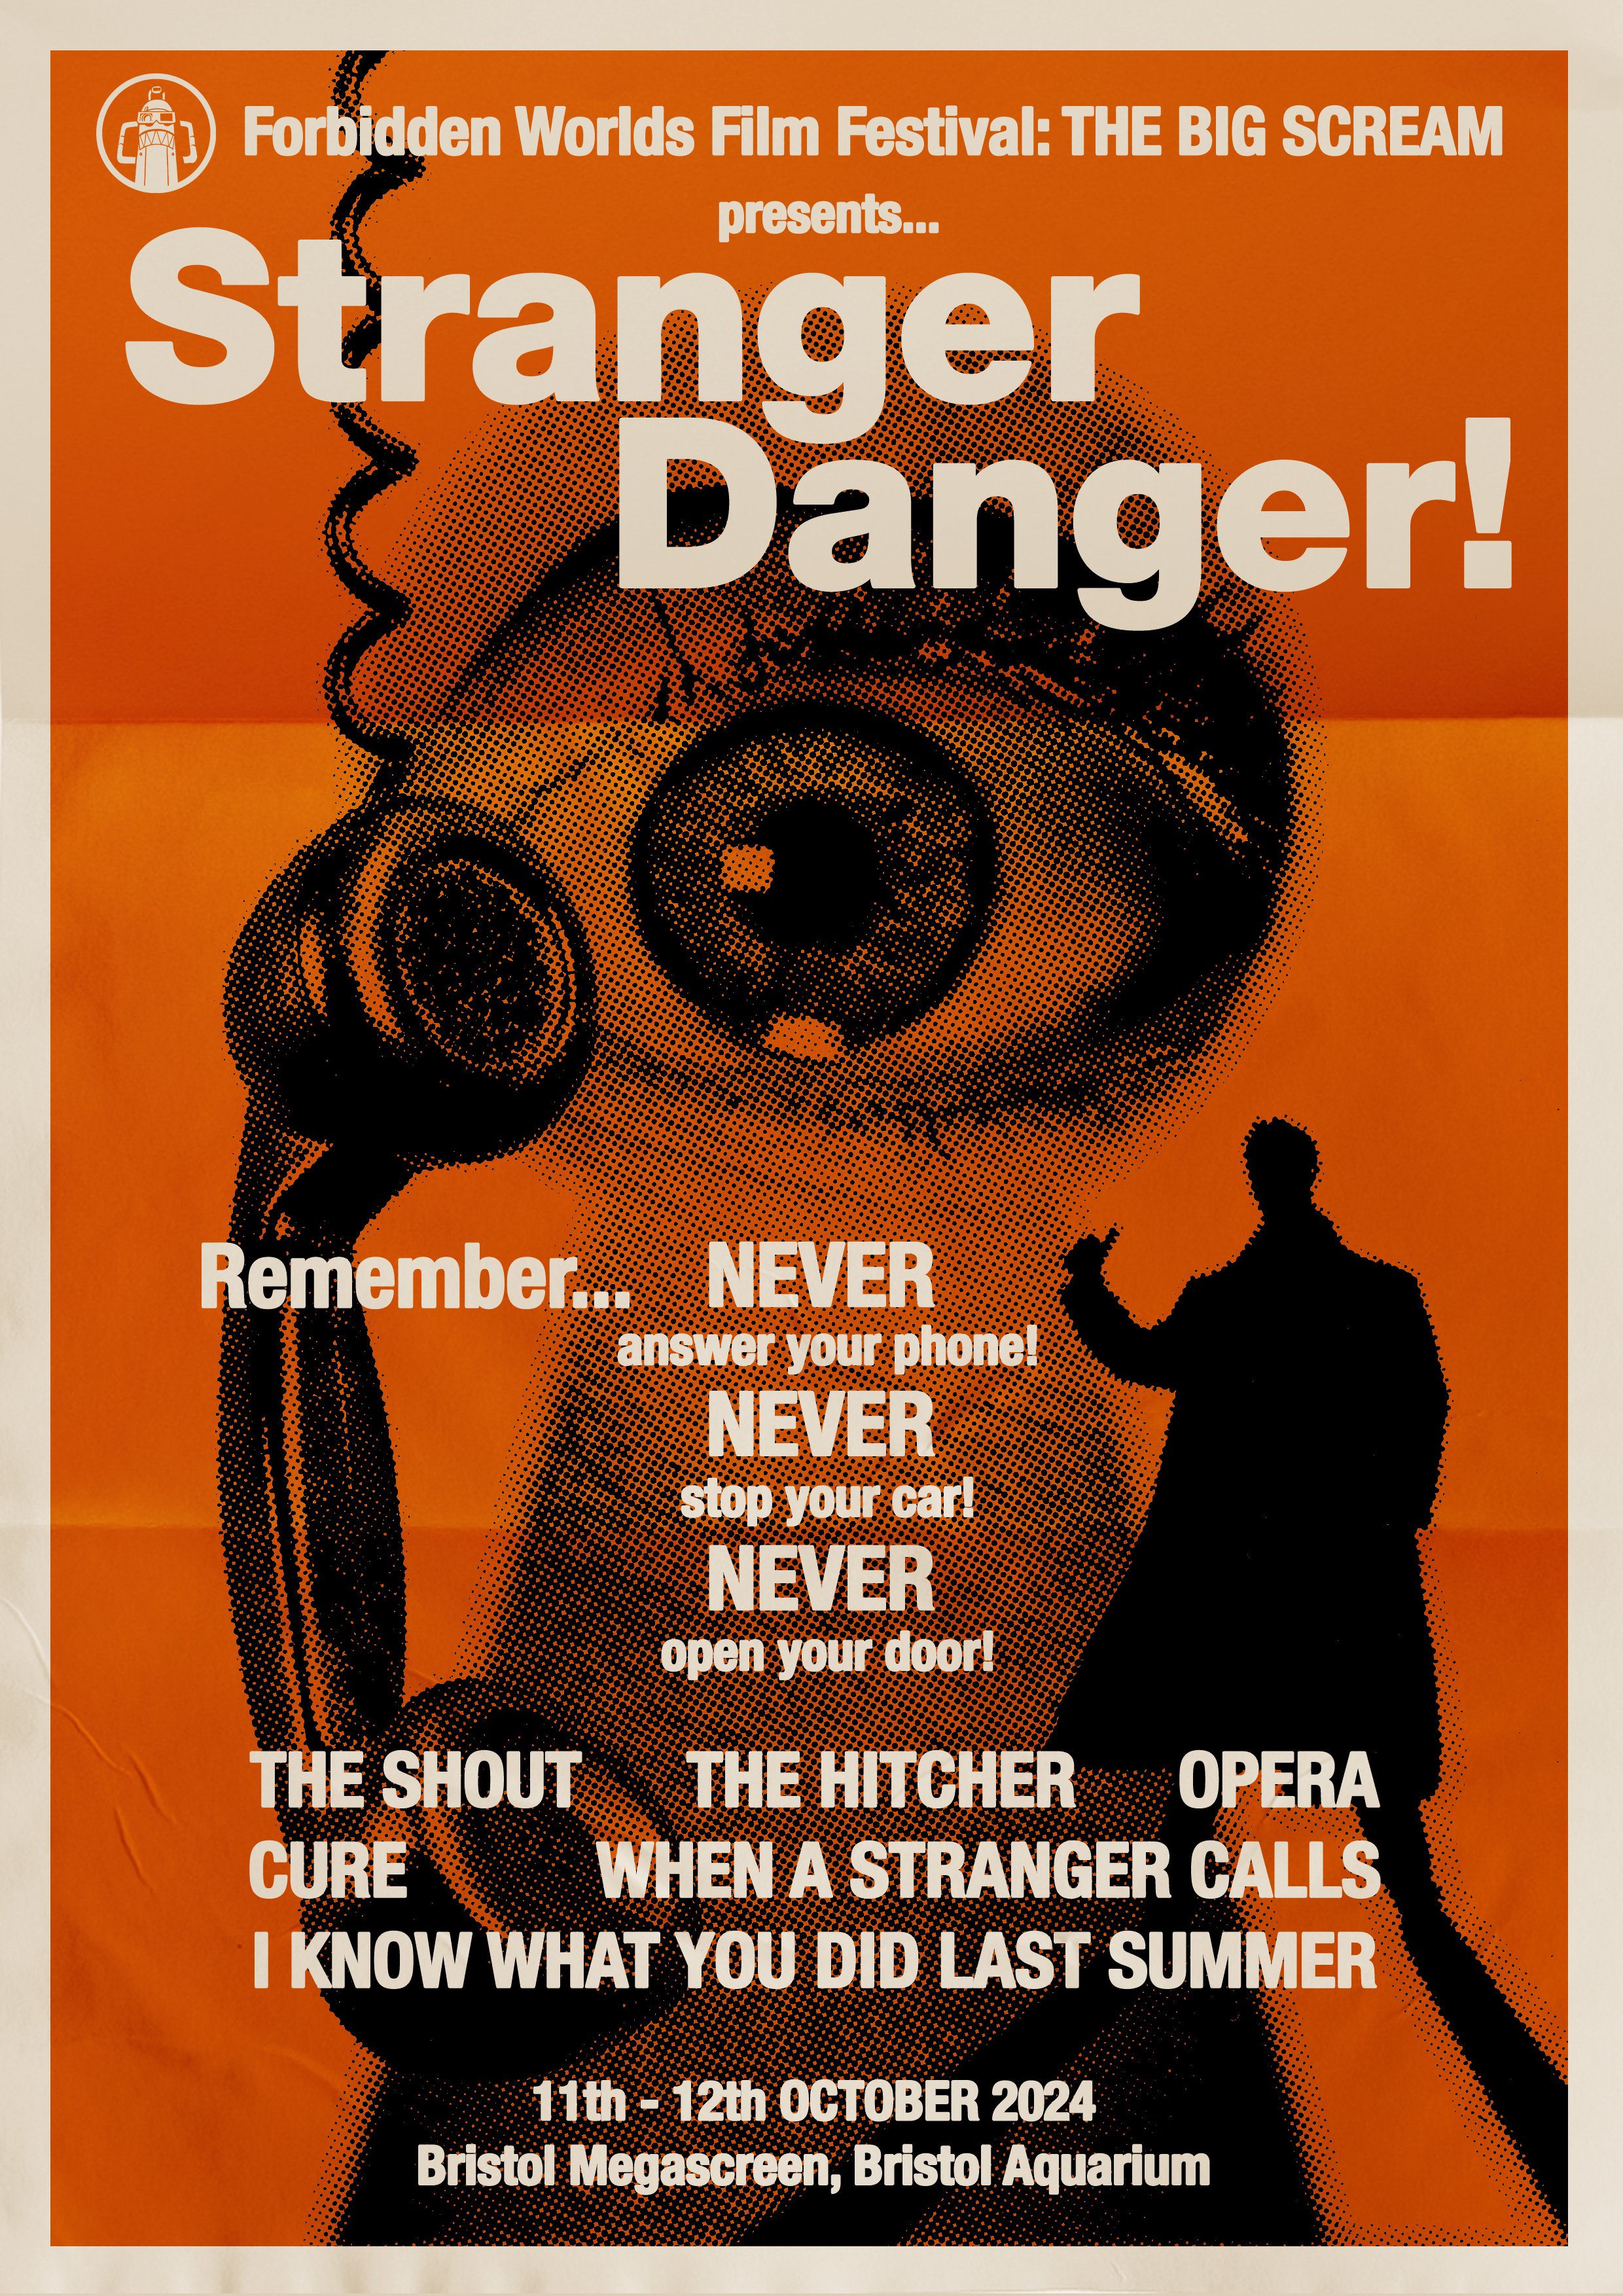 Forbidden Worlds Film Festival: THE BIG SCREAM
presents...
Stranger
Danger!
Remember... NEVER
answer your phone!
NEVER
stop your car!
NEVER
open your door!
THE SHOUT THE HITCHER OPERA
CURE WHEN A STRANGER CALLS
I KNOW WHAT YOU DID LAST SUMMER
11th - 12th OCTOBER 2024
Bristol Megascreen, Bristol Aquarium